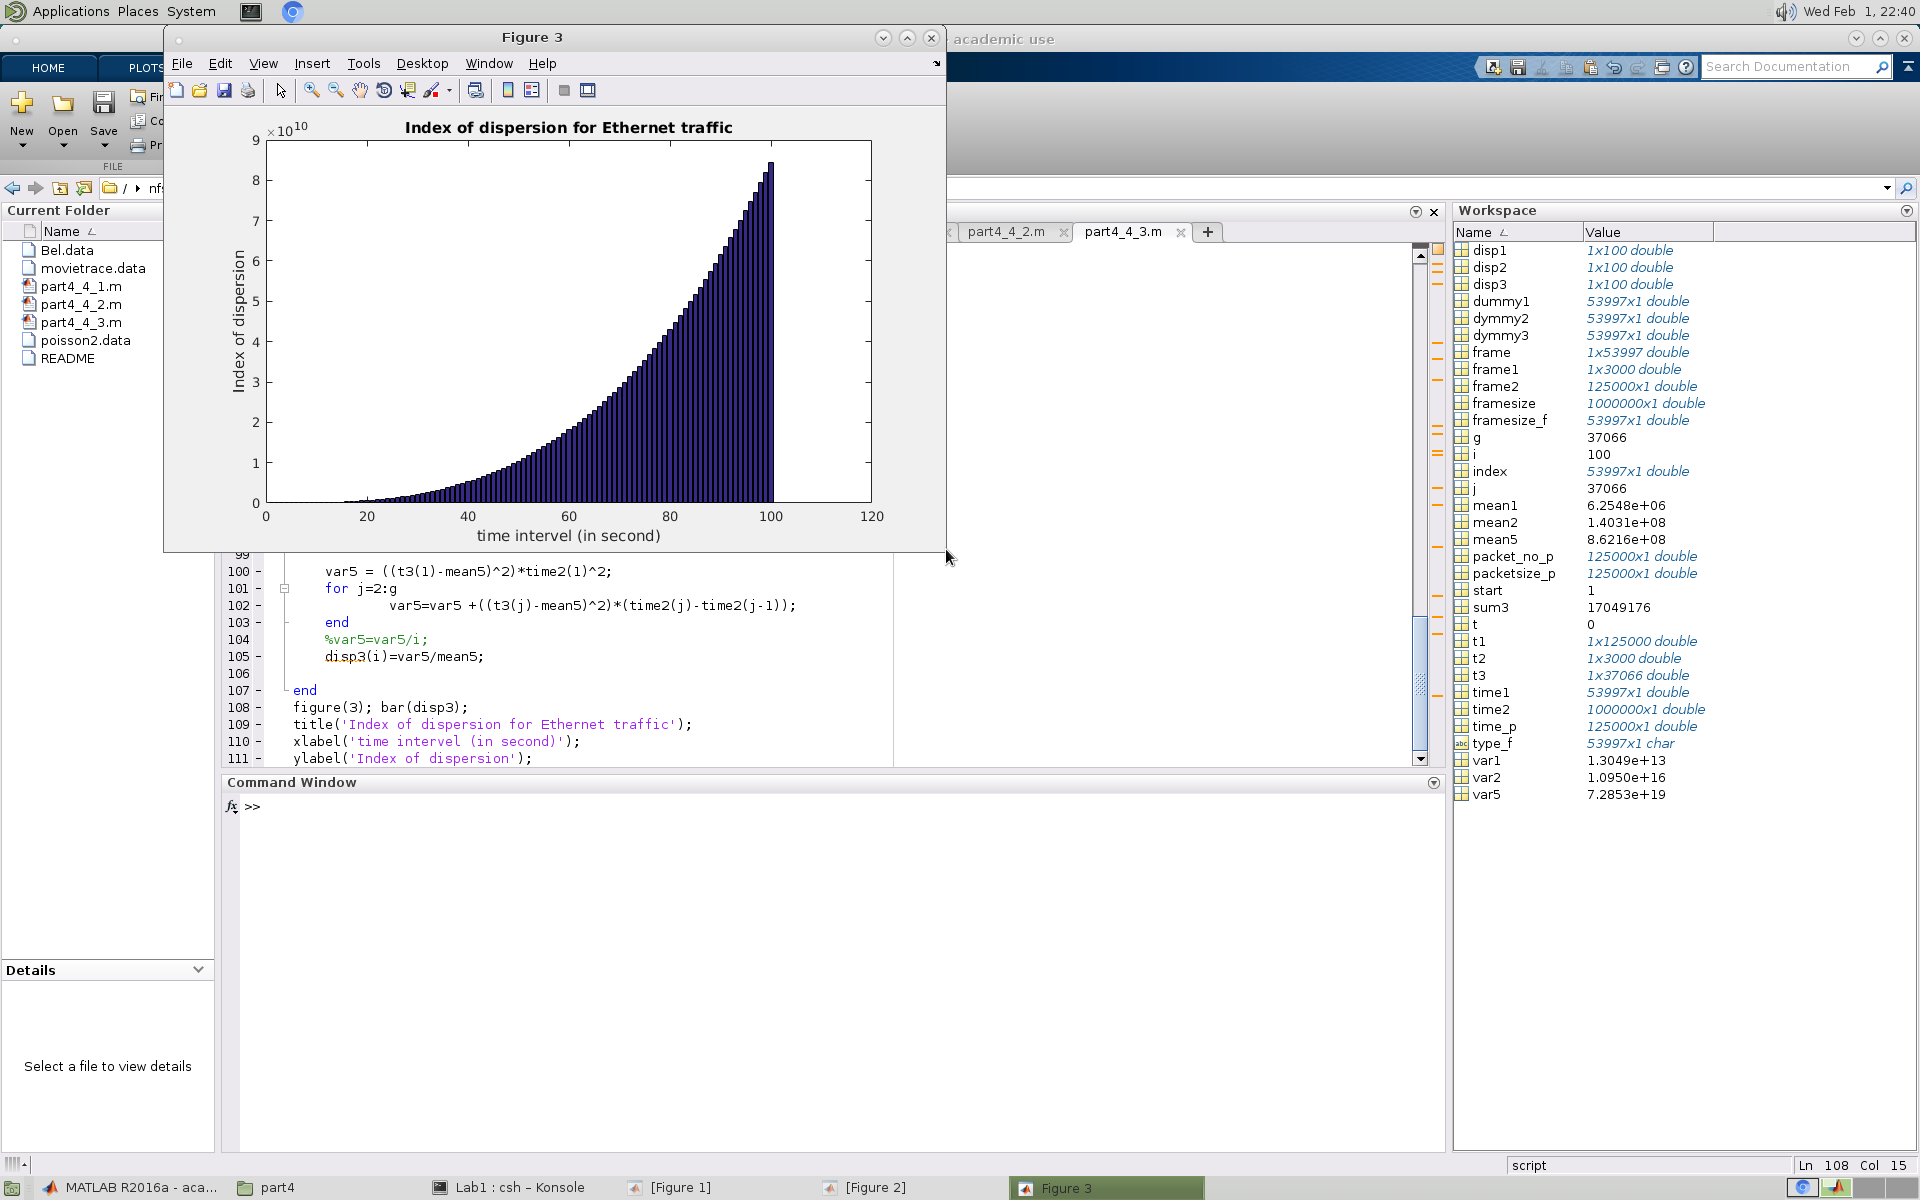 Applications Places System
Wed Feb 1, 22:40
Figure 3
academic use
HOME
PLOTS
File Edit View Insert Tools Desktop Window Help
Search Documentation
New
Open
Save
FILE
Index of dispersion for Ethernet traffic
×10^10
9
8
7
6
5
4
3
2
1
0
Index of dispersion
0 20 40 60 80 100 120
time intervel (in second)
Current Folder
Name
Bel.data
movietrace.data
part4_4_1.m
part4_4_2.m
part4_4_3.m
poisson2.data
README
Details
Select a file to view details
part4_4_2.m
part4_4_3.m
99
100 var5 = ((t3(1)-mean5)^2)*time2(1)^2;
101 for j=2:g
102 var5=var5 +((t3(j)-mean5)^2)*(time2(j)-time2(j-1));
103 end
104 %var5=var5/i;
105 disp3(i)=var5/mean5;
106
107 end
108 figure(3); bar(disp3);
109 title('Index of dispersion for Ethernet traffic');
110 xlabel('time intervel (in second)');
111 ylabel('Index of dispersion');
Command Window
fx >>
Workspace
Name Value
disp1 1x100 double
disp2 1x100 double
disp3 1x100 double
dummy1 53997x1 double
dymmy2 53997x1 double
dymmy3 53997x1 double
frame 1x53997 double
frame1 1x3000 double
frame2 125000x1 double
framesize 1000000x1 double
framesize_f 53997x1 double
g 37066
i 100
index 53997x1 double
j 37066
mean1 6.2548e+06
mean2 1.4031e+08
mean5 8.6216e+08
packet_no_p 125000x1 double
packetsize_p 125000x1 double
start 1
sum3 17049176
t 0
t1 1x125000 double
t2 1x3000 double
t3 1x37066 double
time1 53997x1 double
time2 1000000x1 double
time_p 125000x1 double
type_f 53997x1 char
var1 1.3049e+13
var2 1.0950e+16
var5 7.2853e+19
script
Ln 108 Col 15
MATLAB R2016a - aca...
part4
Lab1 : csh – Konsole
[Figure 1]
[Figure 2]
Figure 3